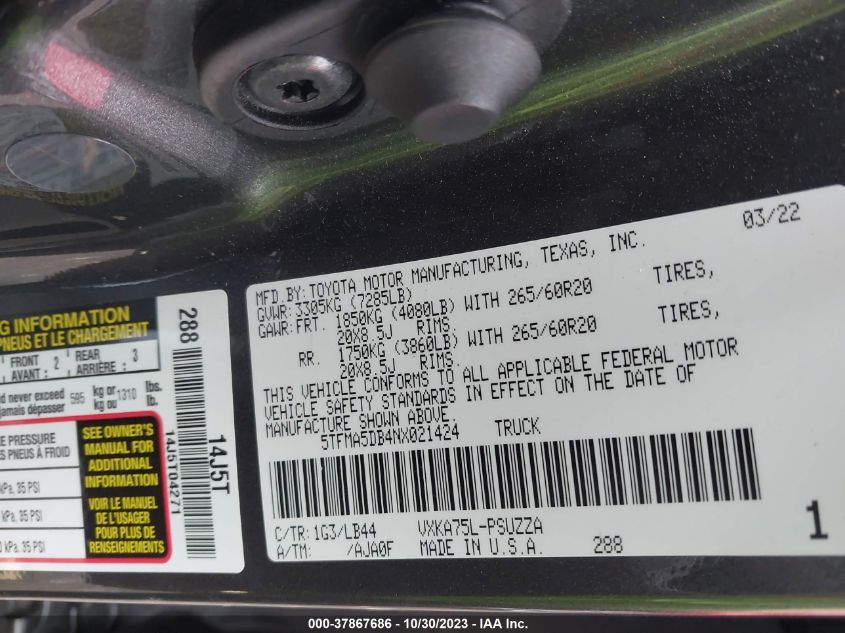 03/22
MFD.BY:TOYOTA MOTOR MANUFACTURING, TEXAS, INC.
GVWR:3305KG (7285LB)
GAWR:FRT. 1850KG (4080LB) WITH 265/60R20 TIRES,
20X8.5J RIMS.
RR. 1750KG (3860LB) WITH 265/60R20 TIRES,
20X8.5J RIMS.
THIS VEHICLE CONFORMS TO ALL APPLICABLE FEDERAL MOTOR
VEHICLE SAFETY STANDARDS IN EFFECT ON THE DATE OF
MANUFACTURE SHOWN ABOVE.
5TFMA5DB4NX021424 TRUCK
C/TR:1G3/LB44 VXKA75L-PSUZZA
A/TM: /AJA0F MADE IN U.S.A. 288
1
G INFORMATION
PNEUS ET LE CHARGEMENT
FRONT : 2 REAR : 3
AVANT : ARRIÈRE :
d never exceed 595 kg or 1310 lbs.
jamais dépasser kg ou lb.
E PRESSURE
S PNEUS À FROID
kPa, 35 PSI
kPa, 35 PSI
0 kPa, 35 PSI
SEE OWNER'S
MANUAL FOR
ADDITIONAL
INFORMATION
VOIR LE MANUEL
DE L'USAGER
POUR PLUS DE
RENSEIGNEMENTS
288
14J5T
14J5T04271
000-37867686 - 10/30/2023 - IAA Inc.